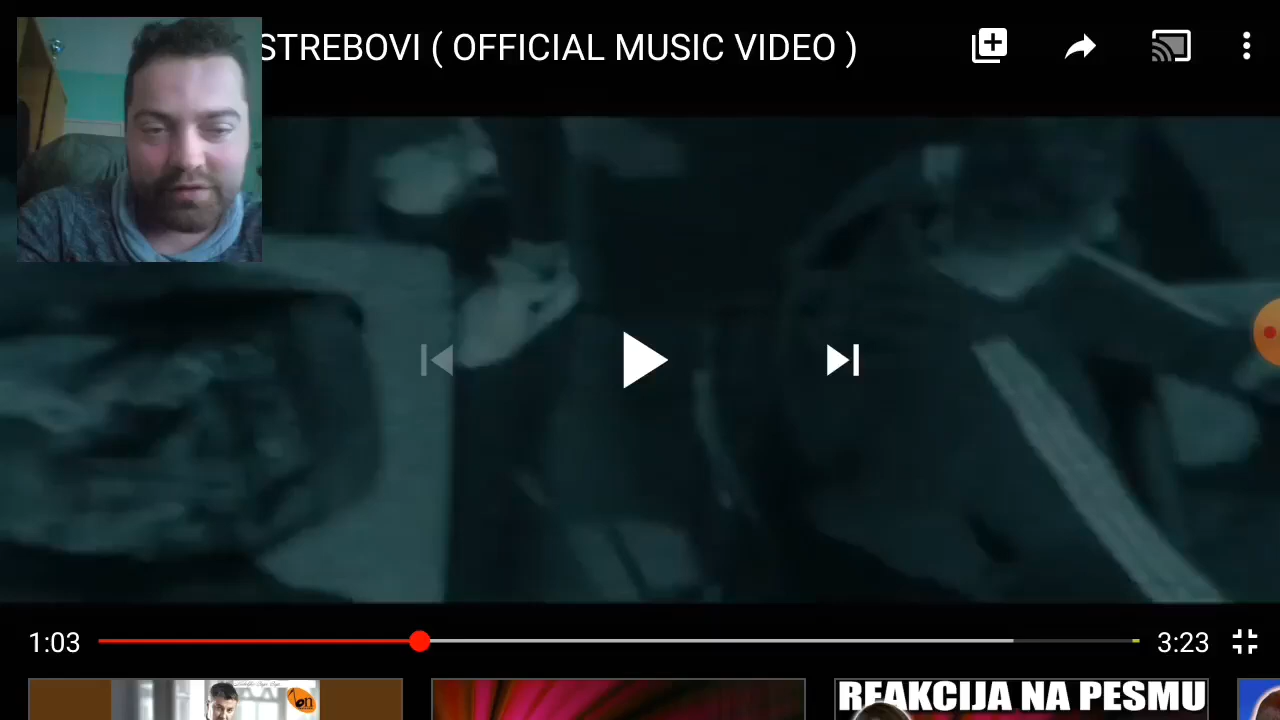 STREBOVI ( OFFICIAL MUSIC VIDEO )
1:03
3:23
REAKCIJA NA PESMU